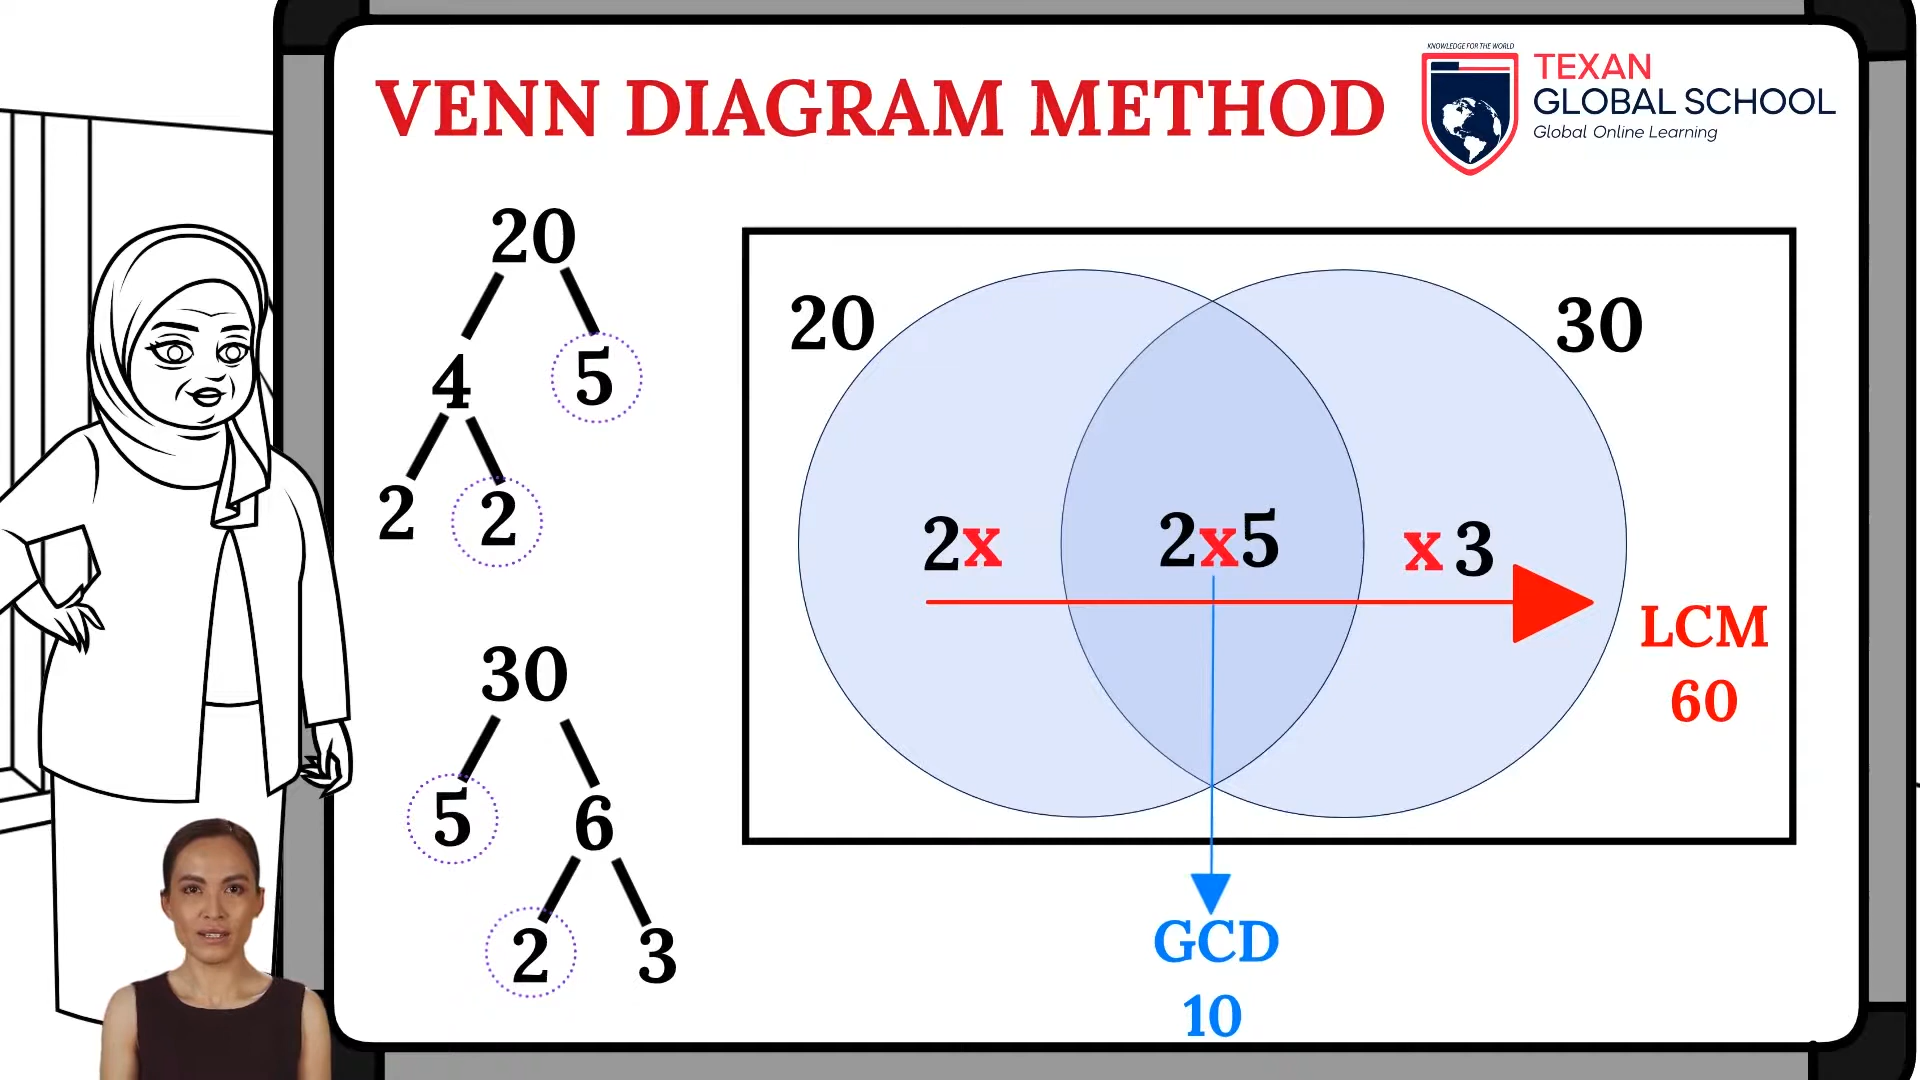 KNOWLEDGE FOR THE WORLD
VENN DIAGRAM METHOD
TEXAN
GLOBAL SCHOOL
Global Online Learning
20
4 5
2 2
30
5 6
2 3
20 30
2x 2x5 x 3
LCM
60
GCD
10